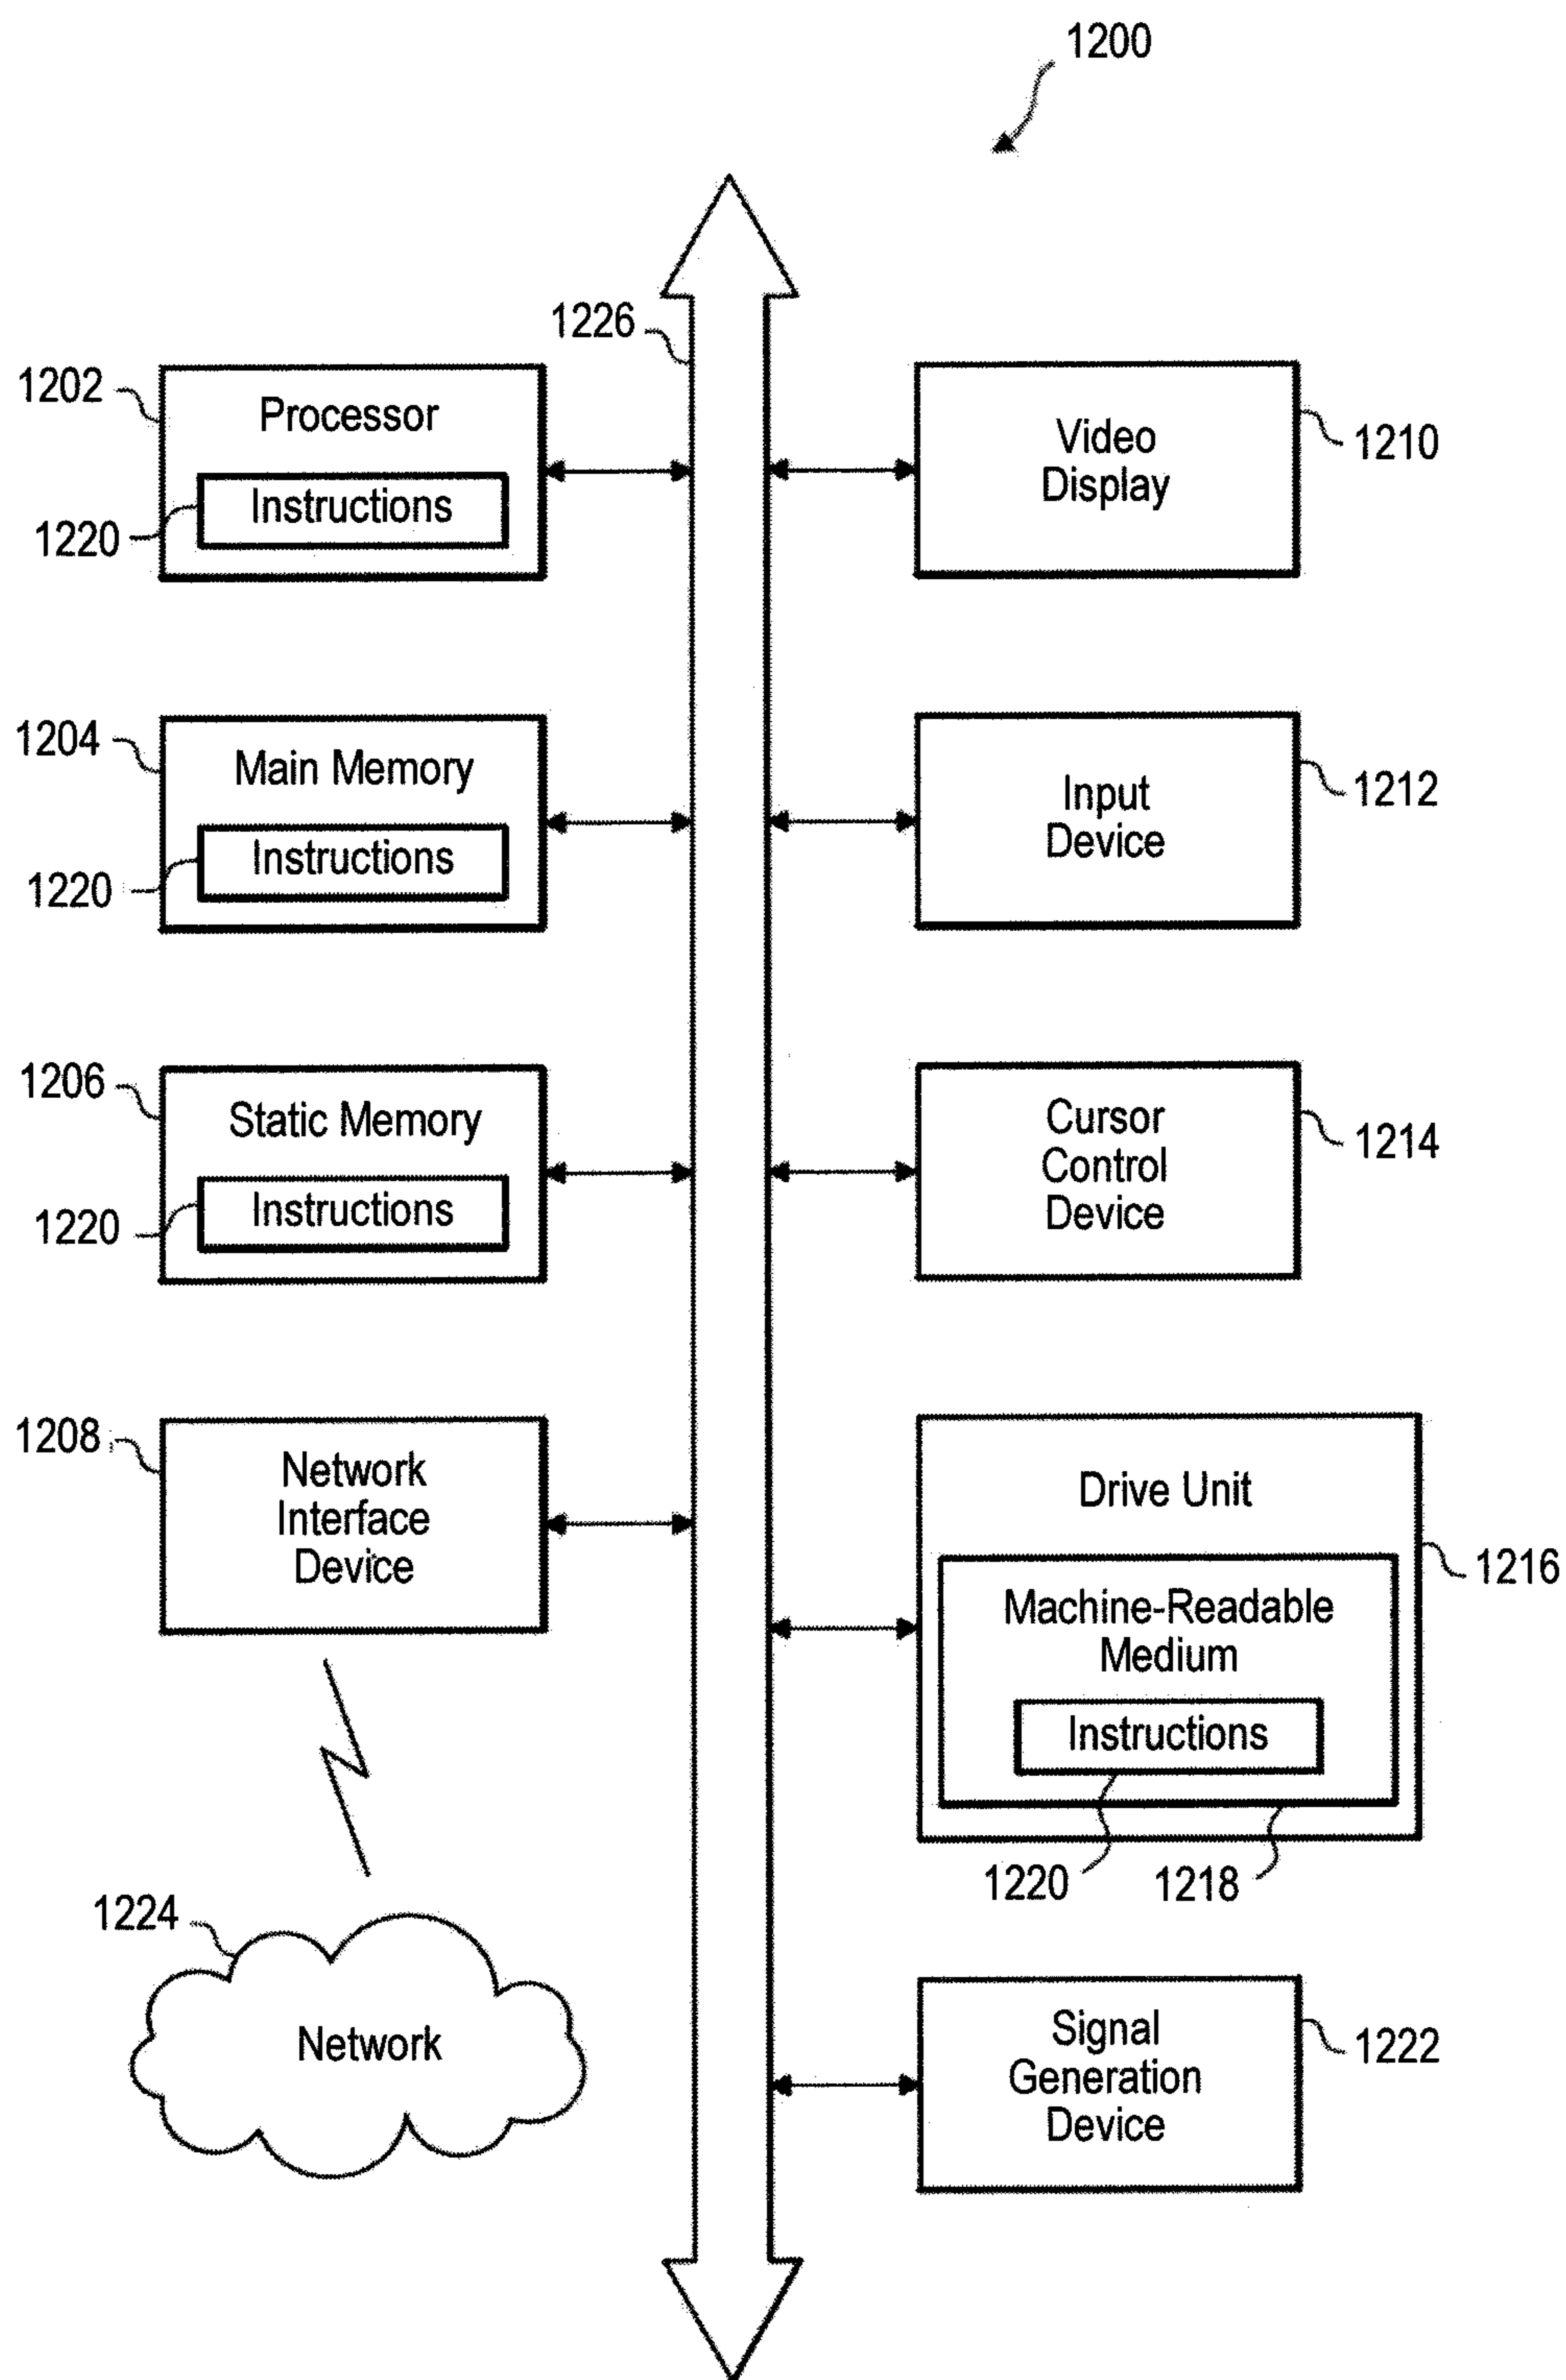 1200
1226
1202
Processor
Instructions
1220
Video
Display
1210
1204
Main Memory
Instructions
1220
Input
Device
1212
1206
Static Memory
Instructions
1220
Cursor
Control
Device
1214
1208
Network
Interface
Device
Drive Unit
1216
Machine-Readable
Medium
Instructions
1220
1218
1224
Network
Signal
Generation
Device
1222